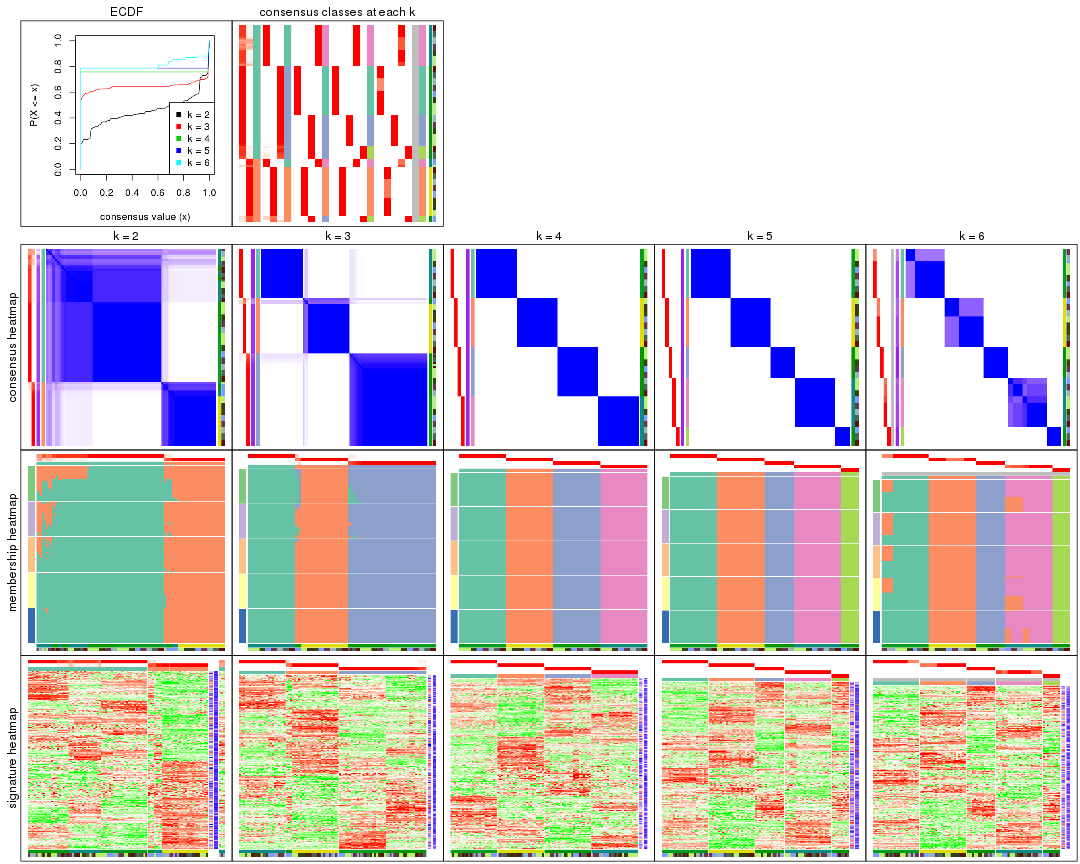 ECDF
consensus classes at each k
P(X <= x)
1.0
0.8
0.6
0.4
0.2
0.0
k = 2
k = 3
k = 4
k = 5
k = 6
0.0 0.2 0.4 0.6 0.8 1.0
consensus value (x)
k = 2
k = 3
k = 4
k = 5
k = 6
consensus heatmap
membership heatmap
signature heatmap